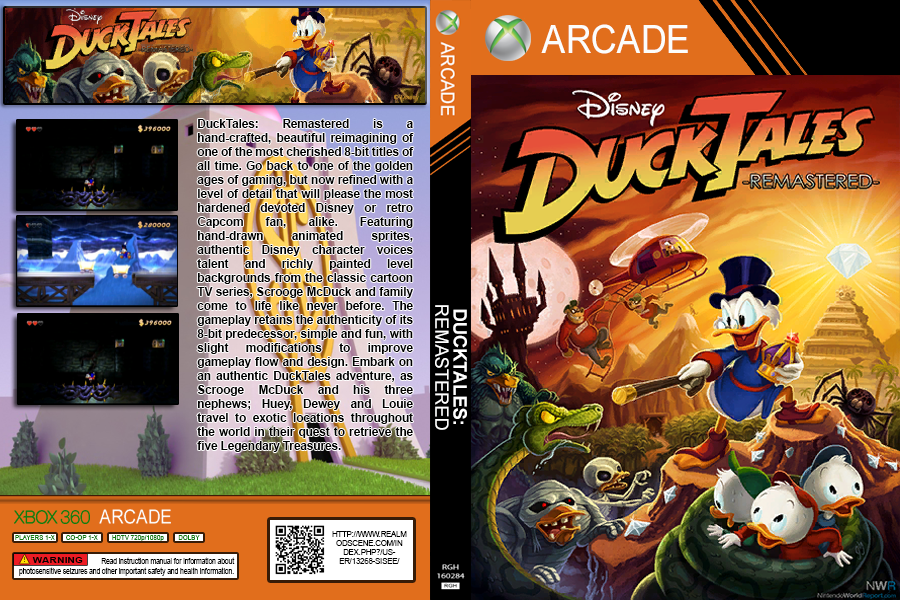 Disney
DUCKTALES
-REMASTERED-
©Disney
$396000
$280000
$396000
DuckTales: Remastered is a
hand-crafted, beautiful reimagining of
one of the most cherished 8-bit titles of
all time. Go back to one of the golden
ages of gaming, but now refined with a
level of detail that will please the most
hardened devoted Disney or retro
Capcom fan, alike. Featuring
hand-drawn animated sprites,
authentic Disney character voices
talent and richly painted level
backgrounds from the classic cartoon
TV series, Scrooge McDuck and family
come to life like never before. The
gameplay retains the authenticity of its
8-bit predecessor, simple and fun, with
slight modifications to improve
gameplay flow and design. Embark on
an authentic DuckTales adventure, as
Scrooge McDuck and his three
nephews; Huey, Dewey and Louie
travel to exotic locations throughout
the world in their quest to retrieve the
five Legendary Treasures.
XBOX 360 ARCADE
PLAYERS 1-X CO-OP 1-X HDTV 720p/1080p DOLBY
WARNING Read instruction manual for information about
photosensitive seizures and other important safety and health information.
HTTP://WWW.REALM
ODSCENE.COM/IN
DEX.PHP?/US-
ER/13268-SISEE/
ARCADE
DUCKTALES:
REMASTERED
RGH
160284
RGH
ARCADE
Disney
DUCKTALES
-REMASTERED-
NWR
NintendoWorldReport.com